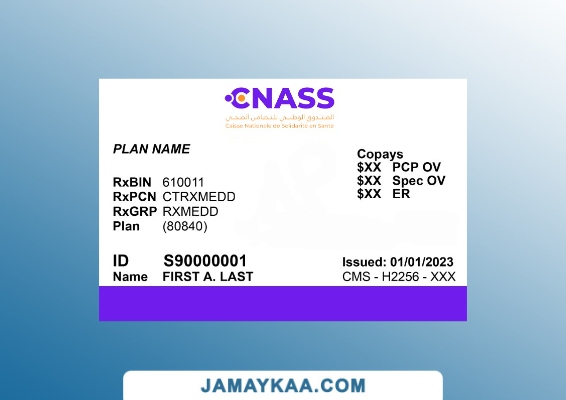 CNASS
الصندوق الوطني للتضامن الصحي
Caisse Nationale de Solidarité en Santé
PLAN NAME
RxBIN 610011
RxPCN CTRXMEDD
RxGRP RXMEDD
Plan (80840)
Copays
$XX PCP OV
$XX Spec OV
$XX ER
ID S90000001
Name FIRST A. LAST
Issued: 01/01/2023
CMS - H2256 - XXX
JAMAYKAA.COM